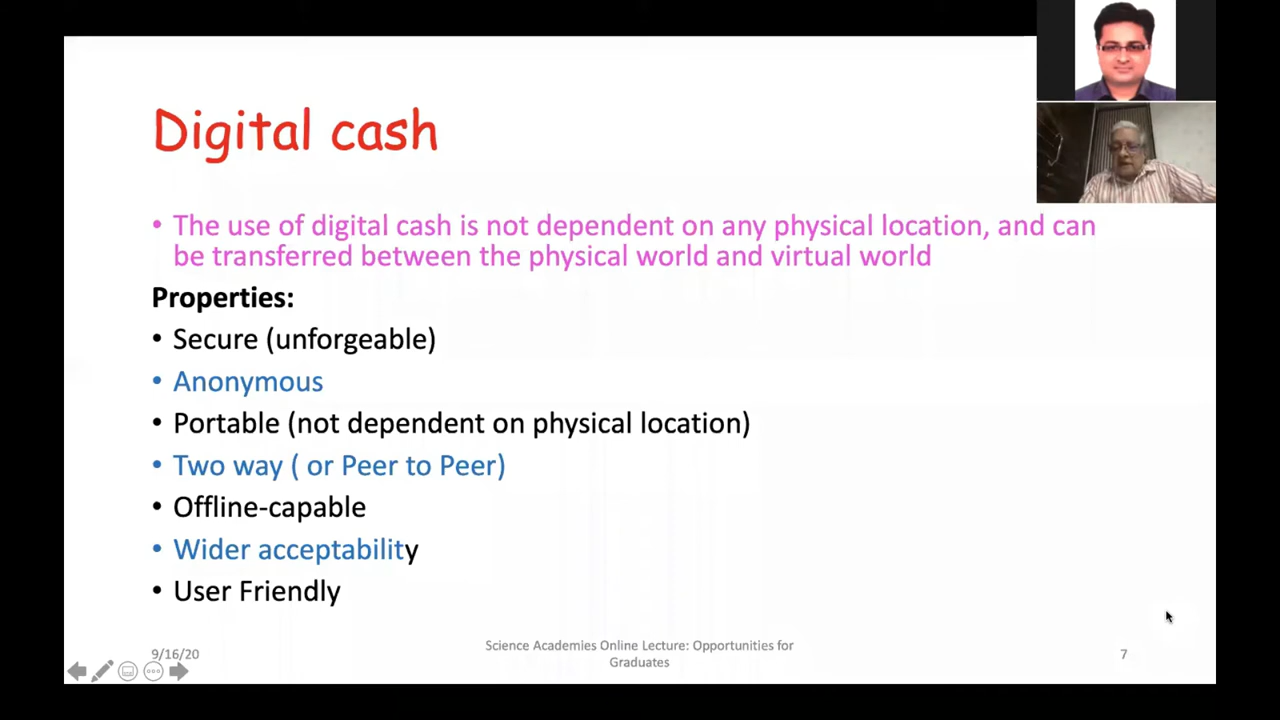 Digital cash
• The use of digital cash is not dependent on any physical location, and can
be transferred between the physical world and virtual world
Properties:
• Secure (unforgeable)
• Anonymous
• Portable (not dependent on physical location)
• Two way ( or Peer to Peer)
• Offline-capable
• Wider acceptability
• User Friendly
9/16/20
Science Academies Online Lecture: Opportunities for
Graduates
7